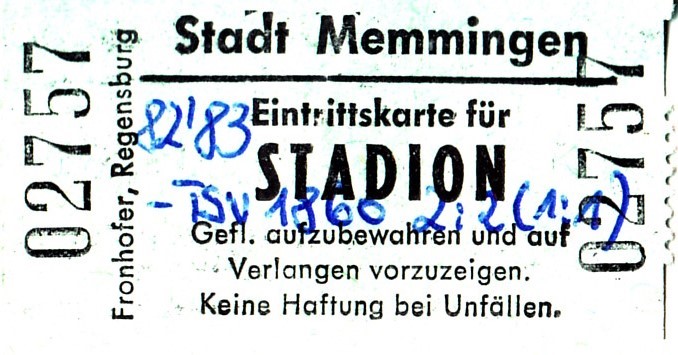 02757
Fronhofer, Regensburg
Stadt Memmingen
Eintrittskarte für
82'83
STADION
- TSV 1860 2:2 (1:1)
Gefl. aufzubewahren und auf
Verlangen vorzuzeigen.
Keine Haftung bei Unfällen.
02757